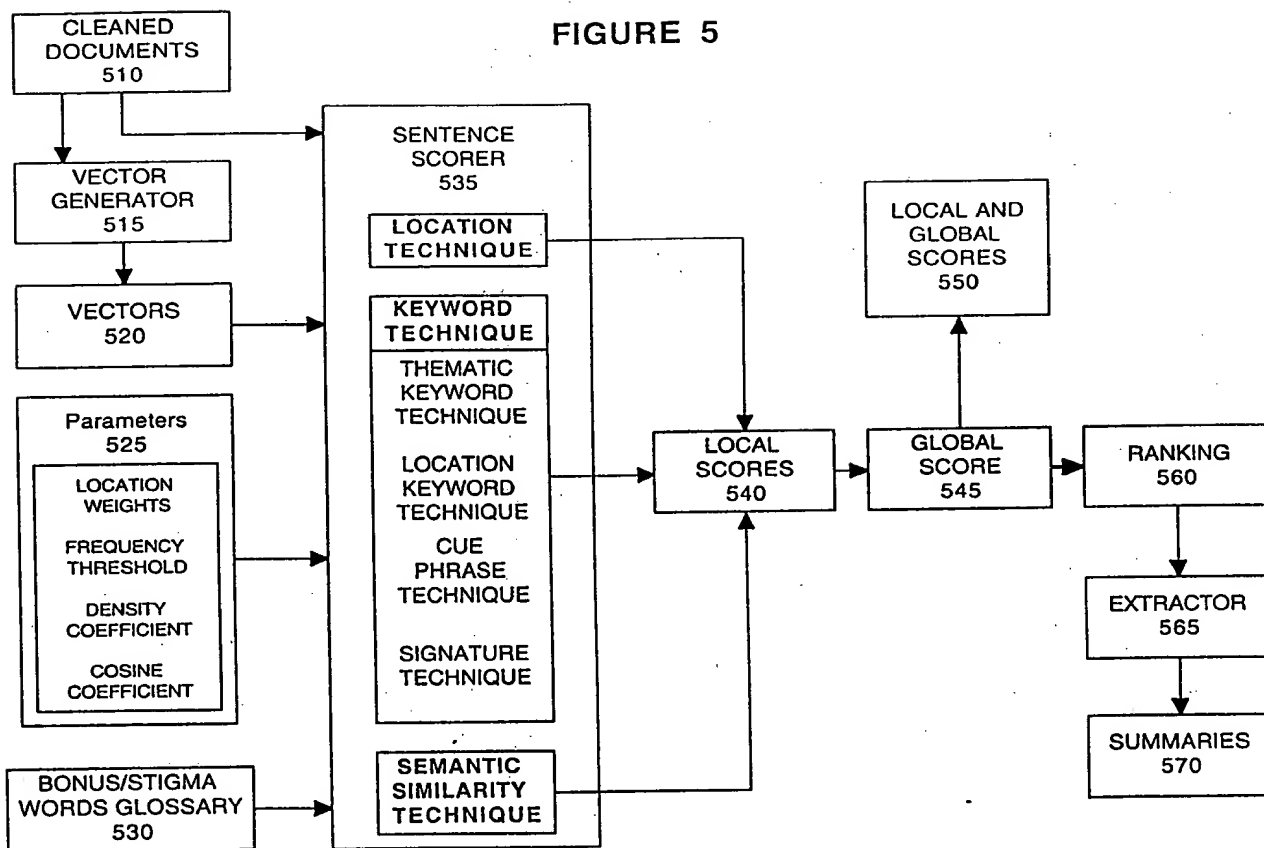 FIGURE 5
CLEANED
DOCUMENTS
510
VECTOR
GENERATOR
515
VECTORS
520
Parameters
525
LOCATION
WEIGHTS
FREQUENCY
THRESHOLD
DENSITY
COEFFICIENT
COSINE
COEFFICIENT
BONUS/STIGMA
WORDS GLOSSARY
530
SENTENCE
SCORER
535
LOCATION
TECHNIQUE
KEYWORD
TECHNIQUE
THEMATIC
KEYWORD
TECHNIQUE
LOCATION
KEYWORD
TECHNIQUE
CUE
PHRASE
TECHNIQUE
SIGNATURE
TECHNIQUE
SEMANTIC
SIMILARITY
TECHNIQUE
LOCAL
SCORES
540
GLOBAL
SCORE
545
LOCAL AND
GLOBAL
SCORES
550
RANKING
560
EXTRACTOR
565
SUMMARIES
570